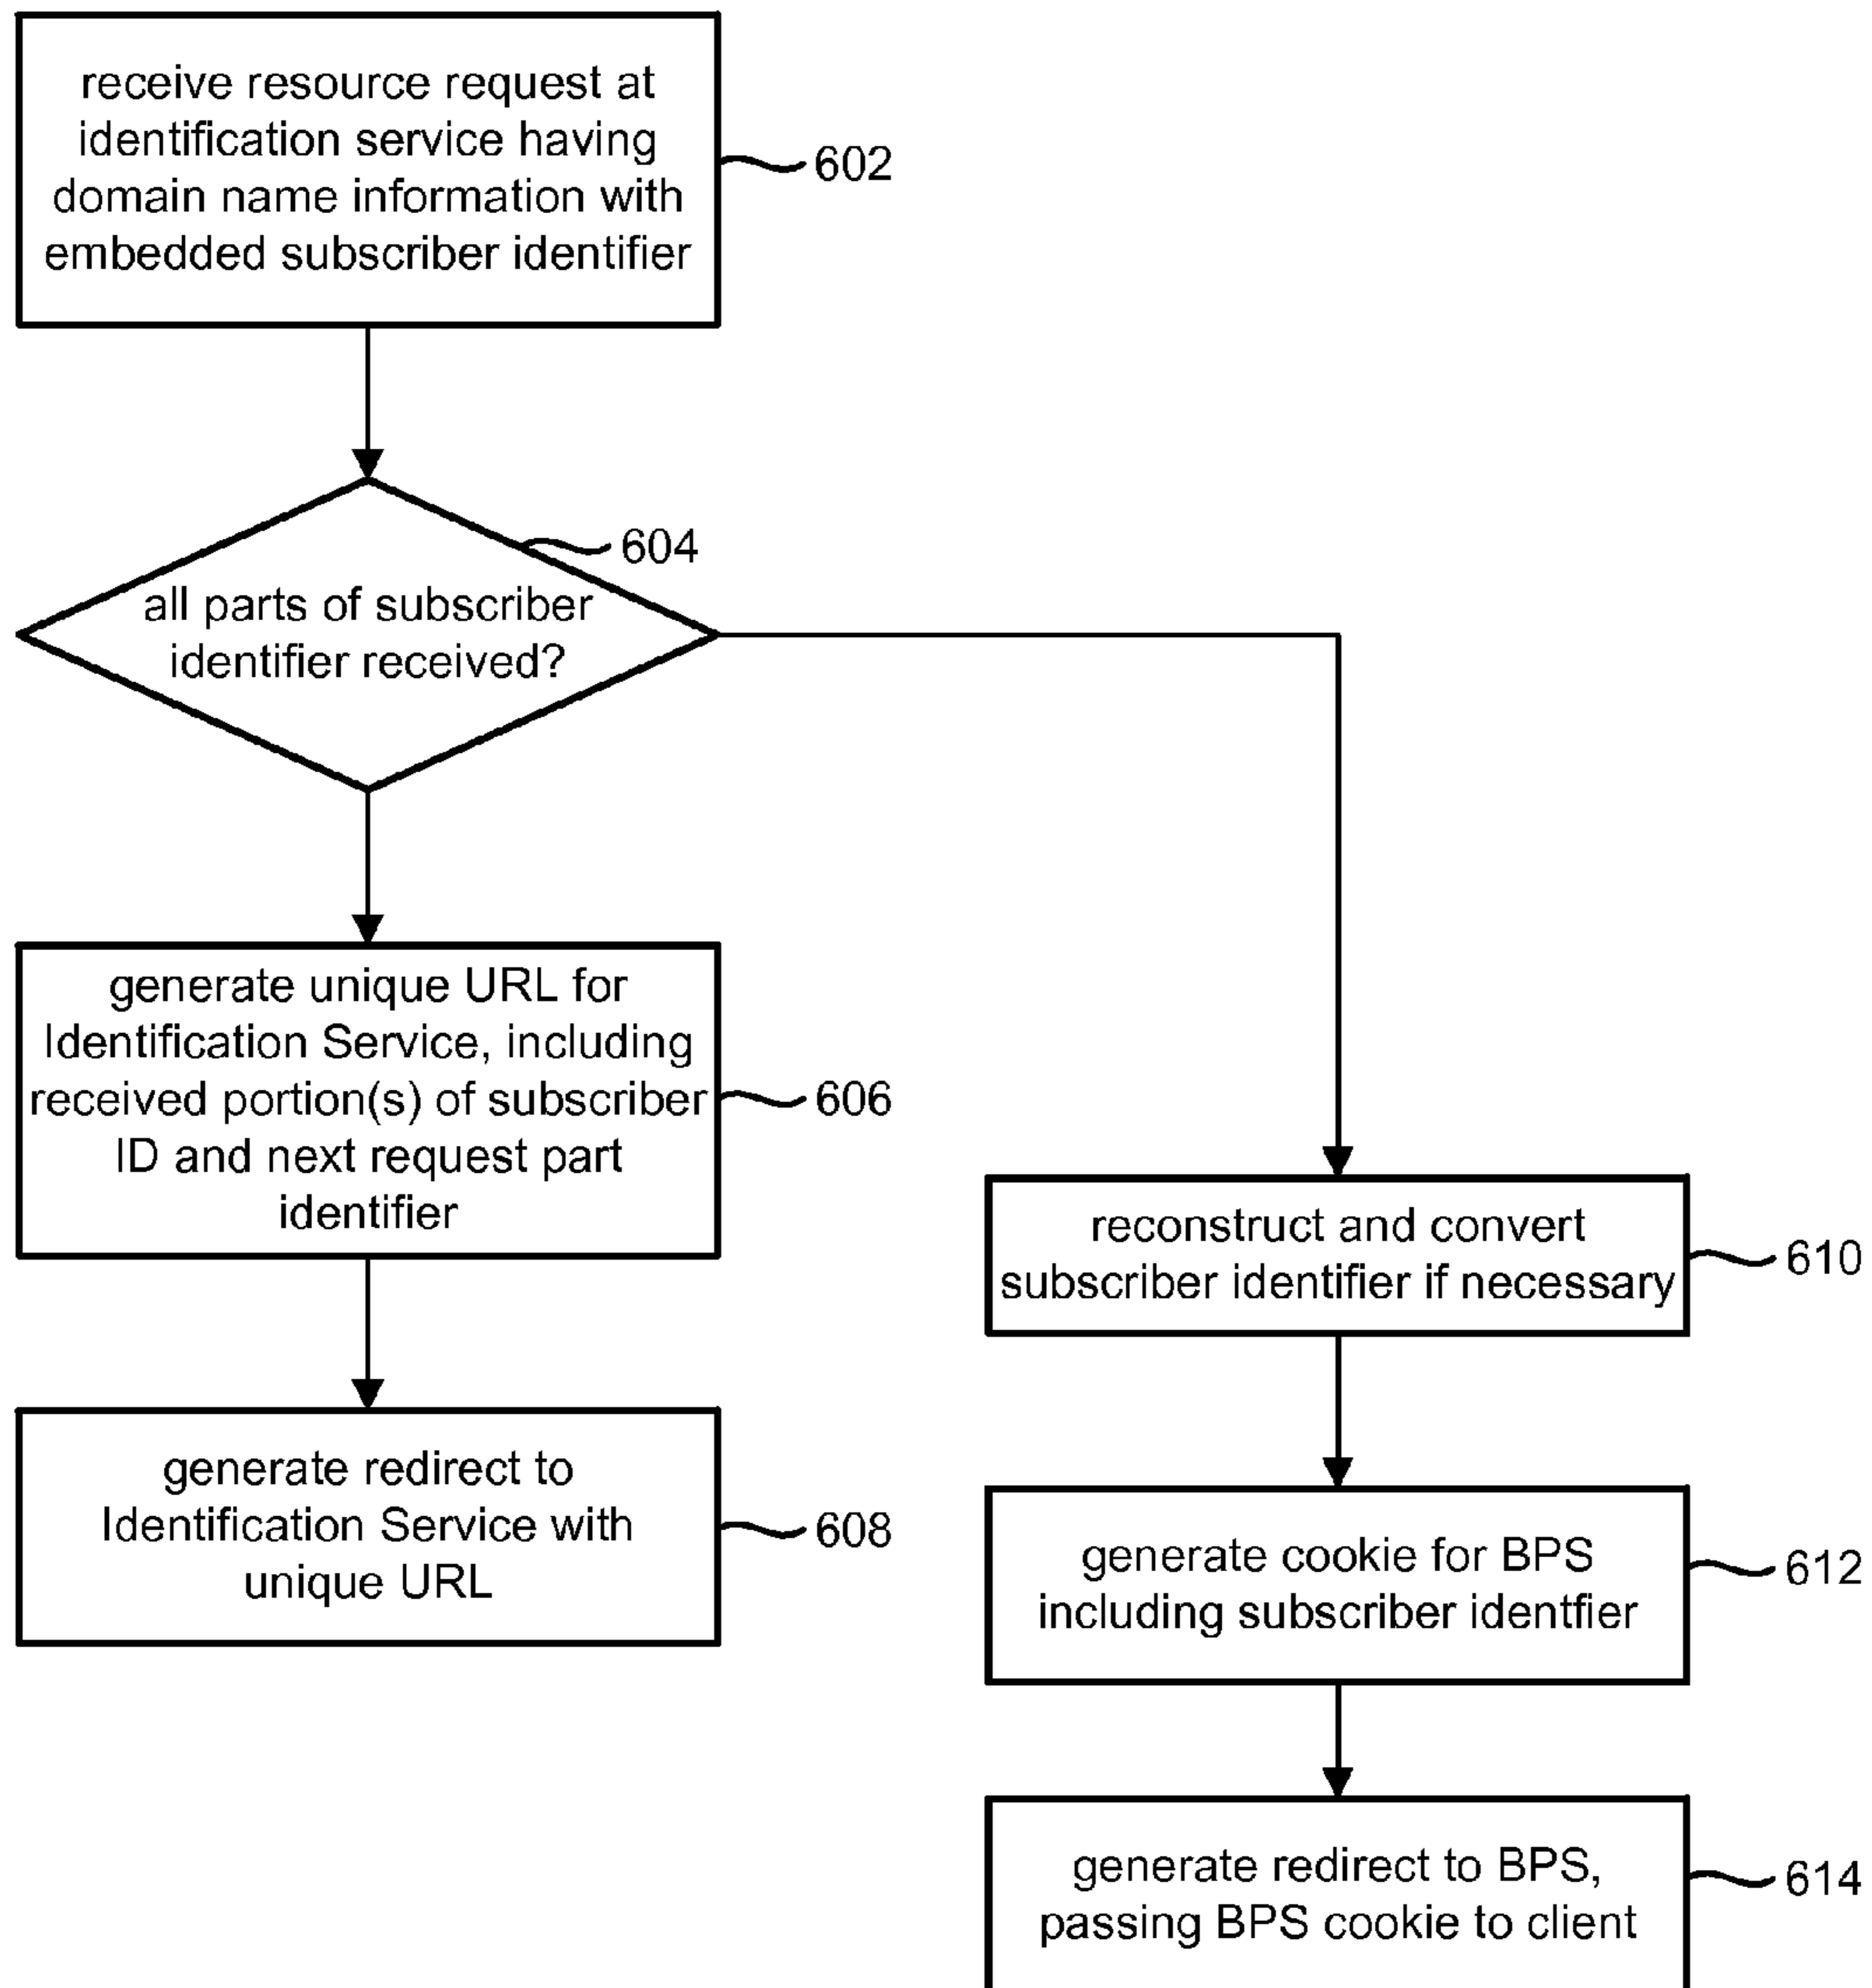 receive resource request at
identification service having
domain name information with
embedded subscriber identifier
602
604
all parts of subscriber
identifier received?
generate unique URL for
Identification Service, including
received portion(s) of subscriber
ID and next request part
identifier
606
generate redirect to
Identification Service with
unique URL
608
reconstruct and convert
subscriber identifier if necessary
610
generate cookie for BPS
including subscriber identfier
612
generate redirect to BPS,
passing BPS cookie to client
614